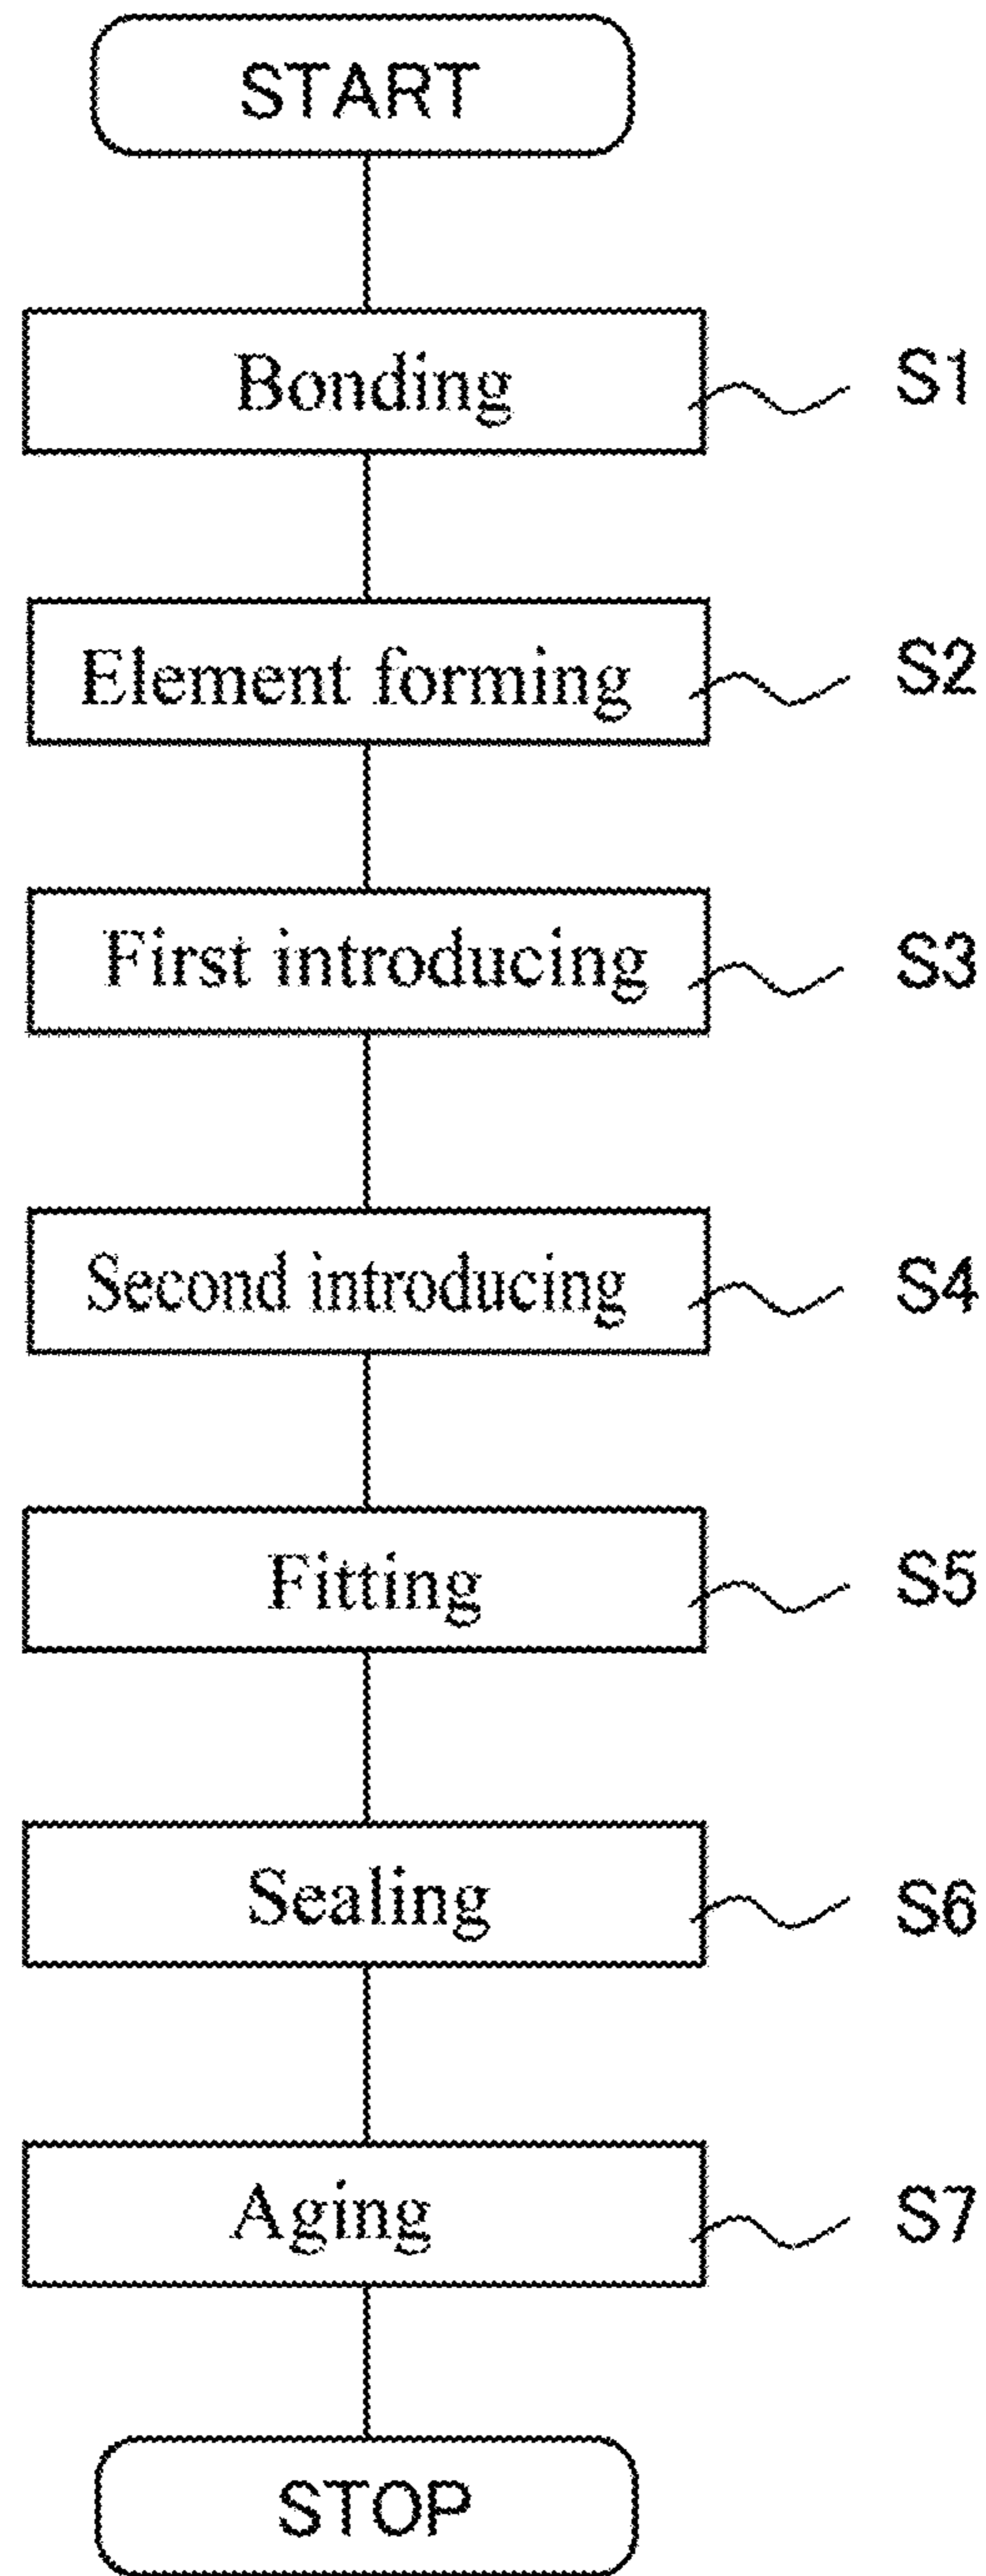 START
Bonding S1
Element forming S2
First introducing S3
Second introducing S4
Fitting S5
Sealing S6
Aging S7
STOP